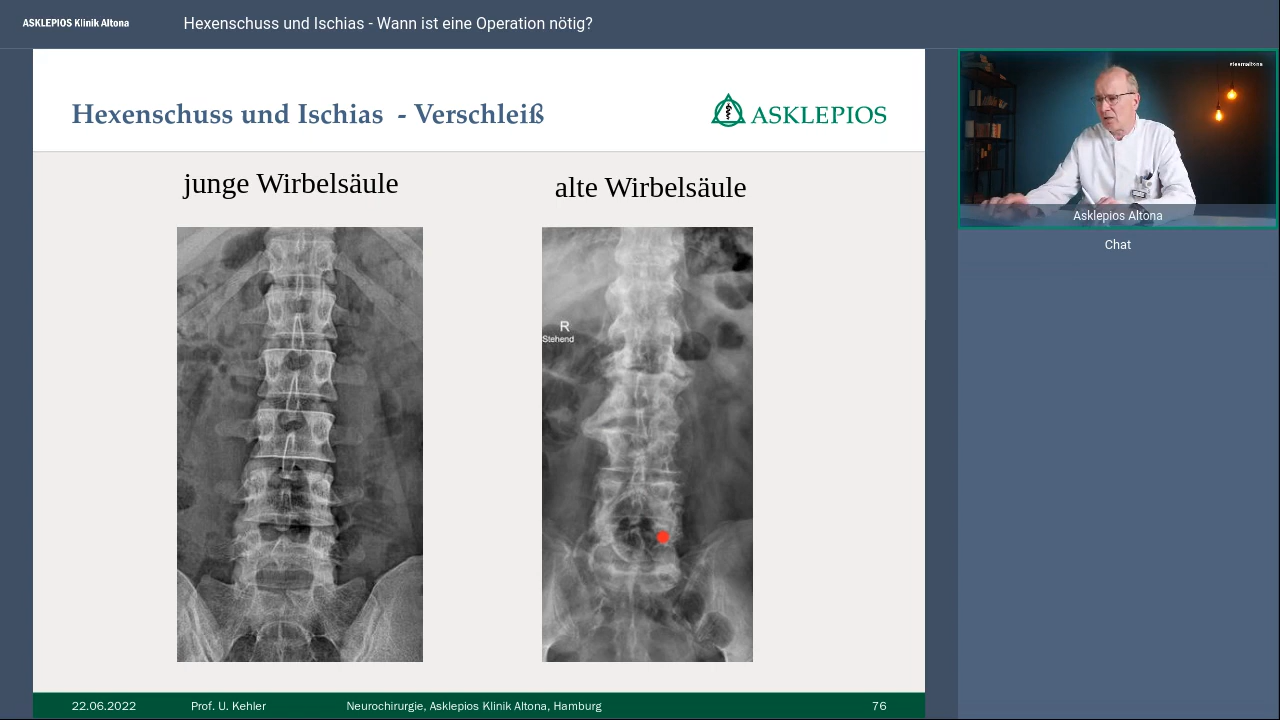 ASKLEPIOS Klinik Altona
Hexenschuss und Ischias - Wann ist eine Operation nötig?
Hexenschuss und Ischias - Verschleiß
ASKLEPIOS
#teamaltona
Asklepios Altona
Chat
junge Wirbelsäule
alte Wirbelsäule
R
Stehend
22.06.2022 Prof. U. Kehler Neurochirurgie, Asklepios Klinik Altona, Hamburg 76